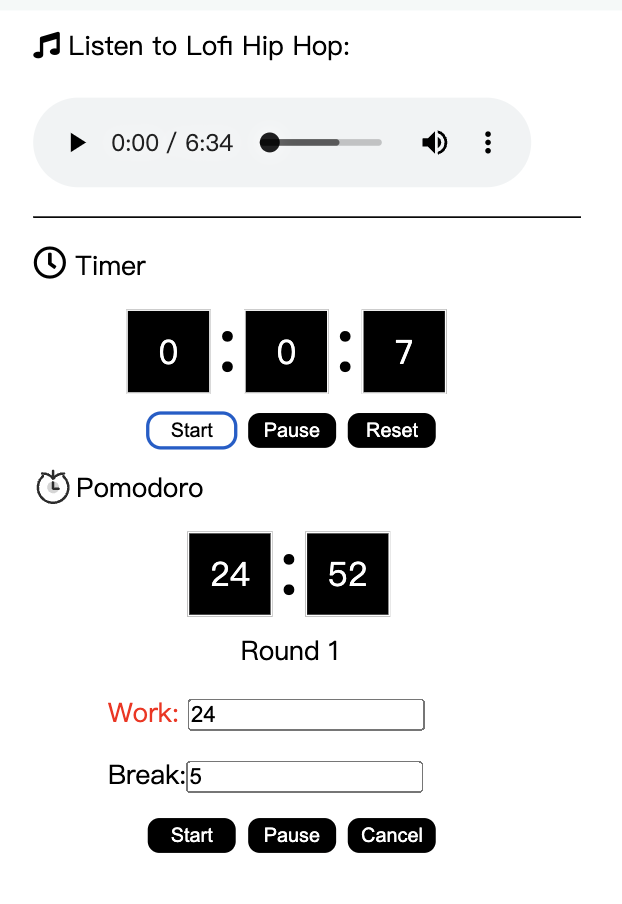 Listen to Lofi Hip Hop:
0:00 / 6:34
Timer
0 : 0 : 7
Start Pause Reset
Pomodoro
24 : 52
Round 1
Work: 24
Break: 5
Start Pause Cancel